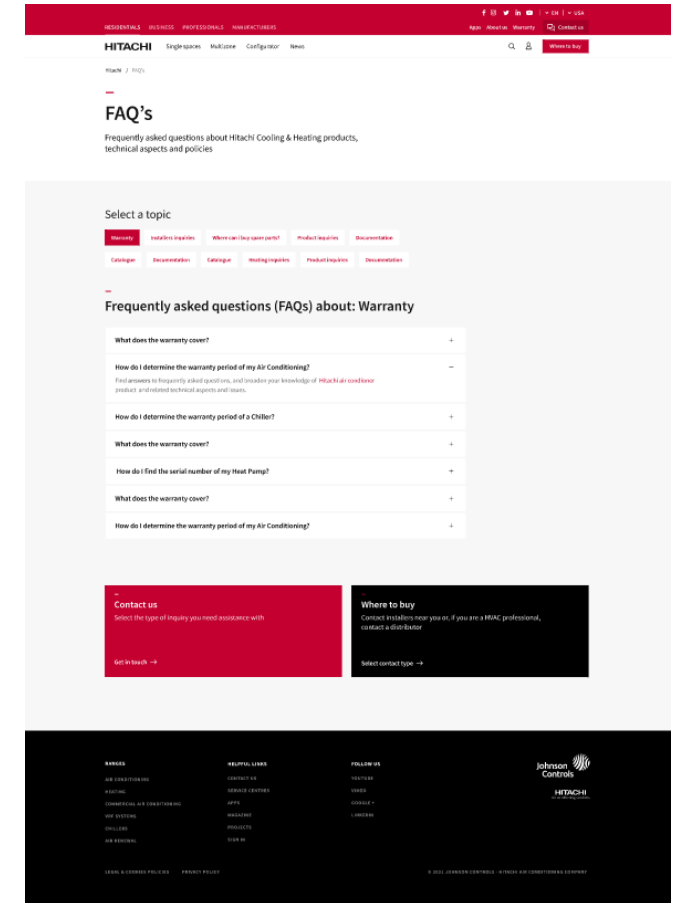 EN USA
RESIDENTIALS BUSINESS PROFESSIONALS MANUFACTURERS Apps About us Warranty Contact us
HITACHI Single spaces Multizone Configurator News Where to buy
Hitachi / FAQ's
FAQ's
Frequently asked questions about Hitachi Cooling & Heating products,
technical aspects and policies
Select a topic
Warranty Installers inquiries Where can i buy spare parts? Product inquiries Documentation
Catalogue Documentation Catalogue Heating inquiries Product inquiries Documentation
Frequently asked questions (FAQs) about: Warranty
What does the warranty cover? +
How do I determine the warranty period of my Air Conditioning? −
Find answers to frequently asked questions, and broaden your knowledge of Hitachi air condionor
product and related technical aspects and issues.
How do I determine the warranty period of a Chiller? +
What does the warranty cover? +
How do I find the serial number of my Heat Pump? +
What does the warranty cover? +
How do I determine the warranty period of my Air Conditioning? +
Contact us
Select the type of inquiry you need assistance with
Get in touch →
Where to buy
Contact installers near you or, if you are a HVAC professional,
contact a distributor
Select contact type →
RANGES
AIR CONDITIONING
HEATING
COMMERCIAL AIR CONDITIONING
VRF SYSTEMS
CHILLERS
AIR RENEWAL
HELPFUL LINKS
CONTACT US
SERVICE CENTRES
APPS
MAGAZINE
PROJECTS
SIGN IN
FOLLOW US
YOUTUBE
VIMEO
GOOGLE +
LINKEDIN
Johnson
Controls
HITACHI
LEGAL & COOKIES POLICIES PRIVACY POLICY
© 2021 JOHNSON CONTROLS - HITACHI AIR CONDITIONING COMPANY